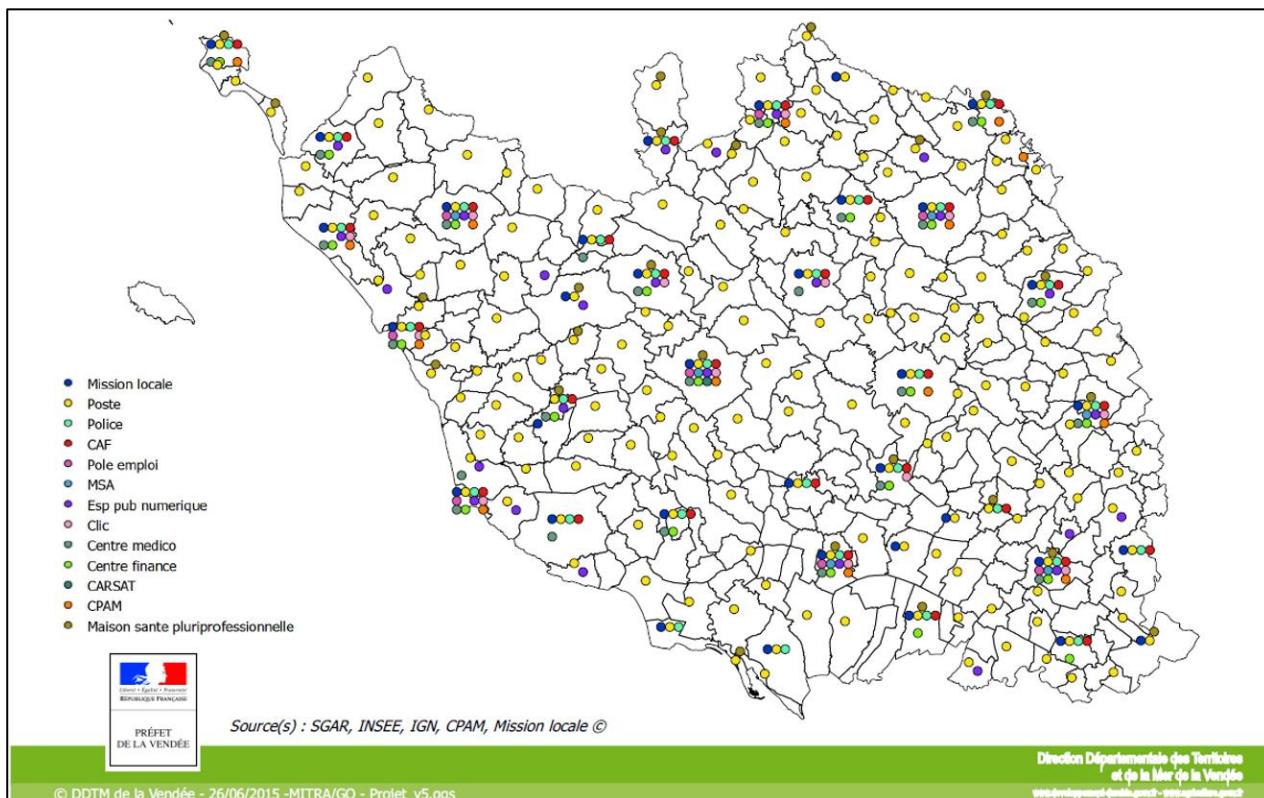 Mission locale
Poste
Police
CAF
Pole emploi
MSA
Esp pub numerique
Clic
Centre medico
Centre finance
CARSAT
CPAM
Maison sante pluriprofessionnelle
Liberté • Égalité • Fraternité
RÉPUBLIQUE FRANÇAISE
PRÉFET
DE LA VENDÉE
Source(s) : SGAR, INSEE, IGN, CPAM, Mission locale ©
Direction Départementale des Territoires
et de la Mer de la Vendée
© DDTM de la Vendée - 26/06/2015 -MITRA/GO - Projet_v5.qgs